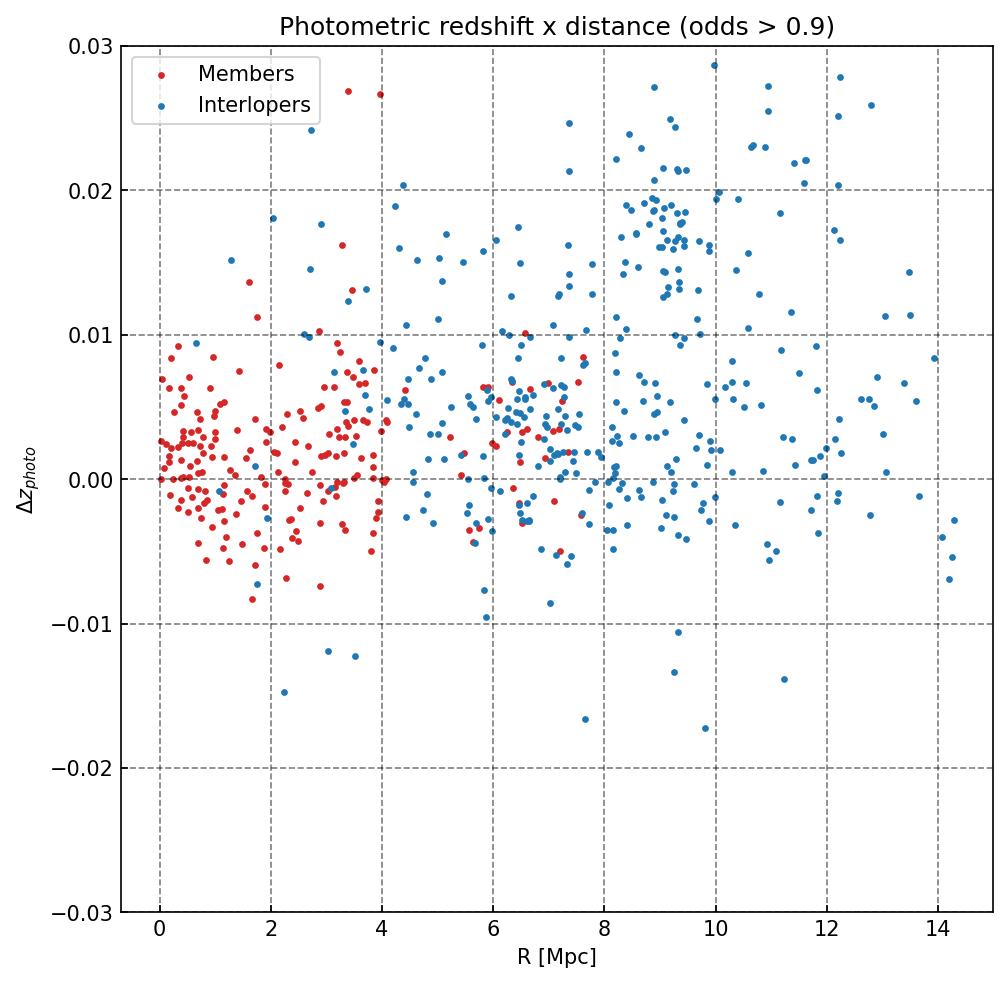 Photometric redshift x distance (odds > 0.9)
Members
Interlopers
0.03
0.02
0.01
0.00
−0.01
−0.02
−0.03
Δz_photo
0 2 4 6 8 10 12 14
R [Mpc]